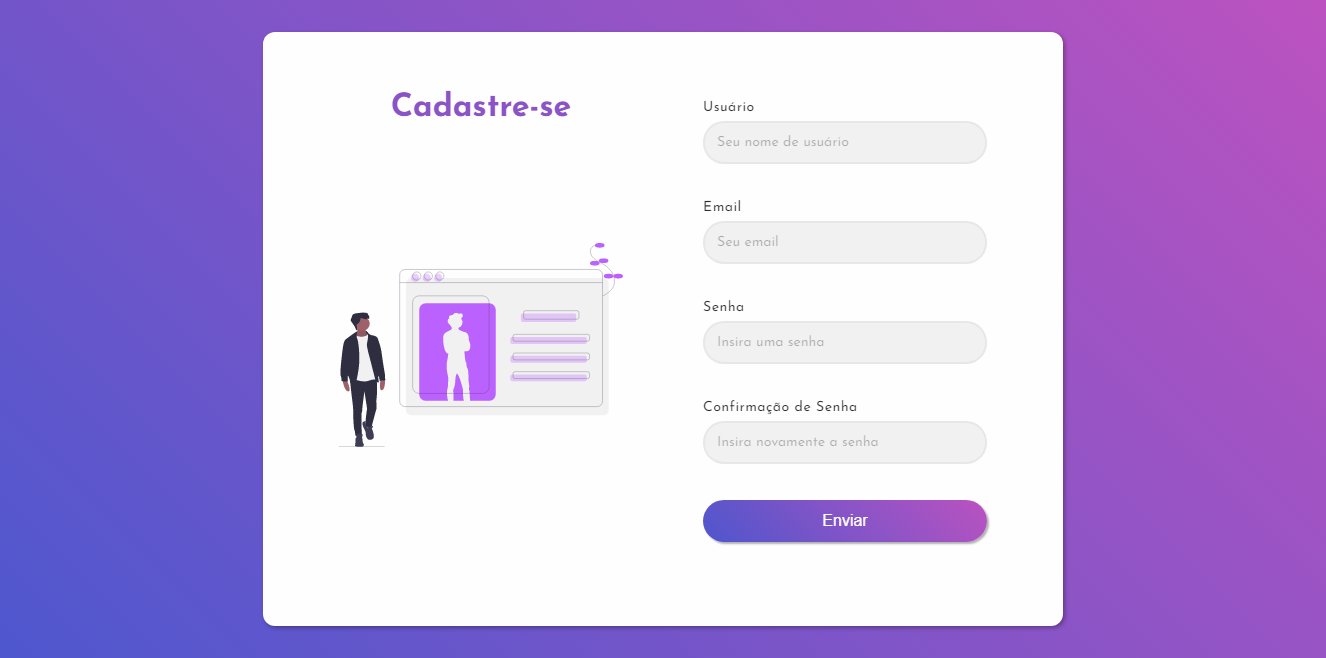 Cadastre-se
Usuário
Seu nome de usuário
Email
Seu email
Senha
Insira uma senha
Confirmação de Senha
Insira novamente a senha
Enviar